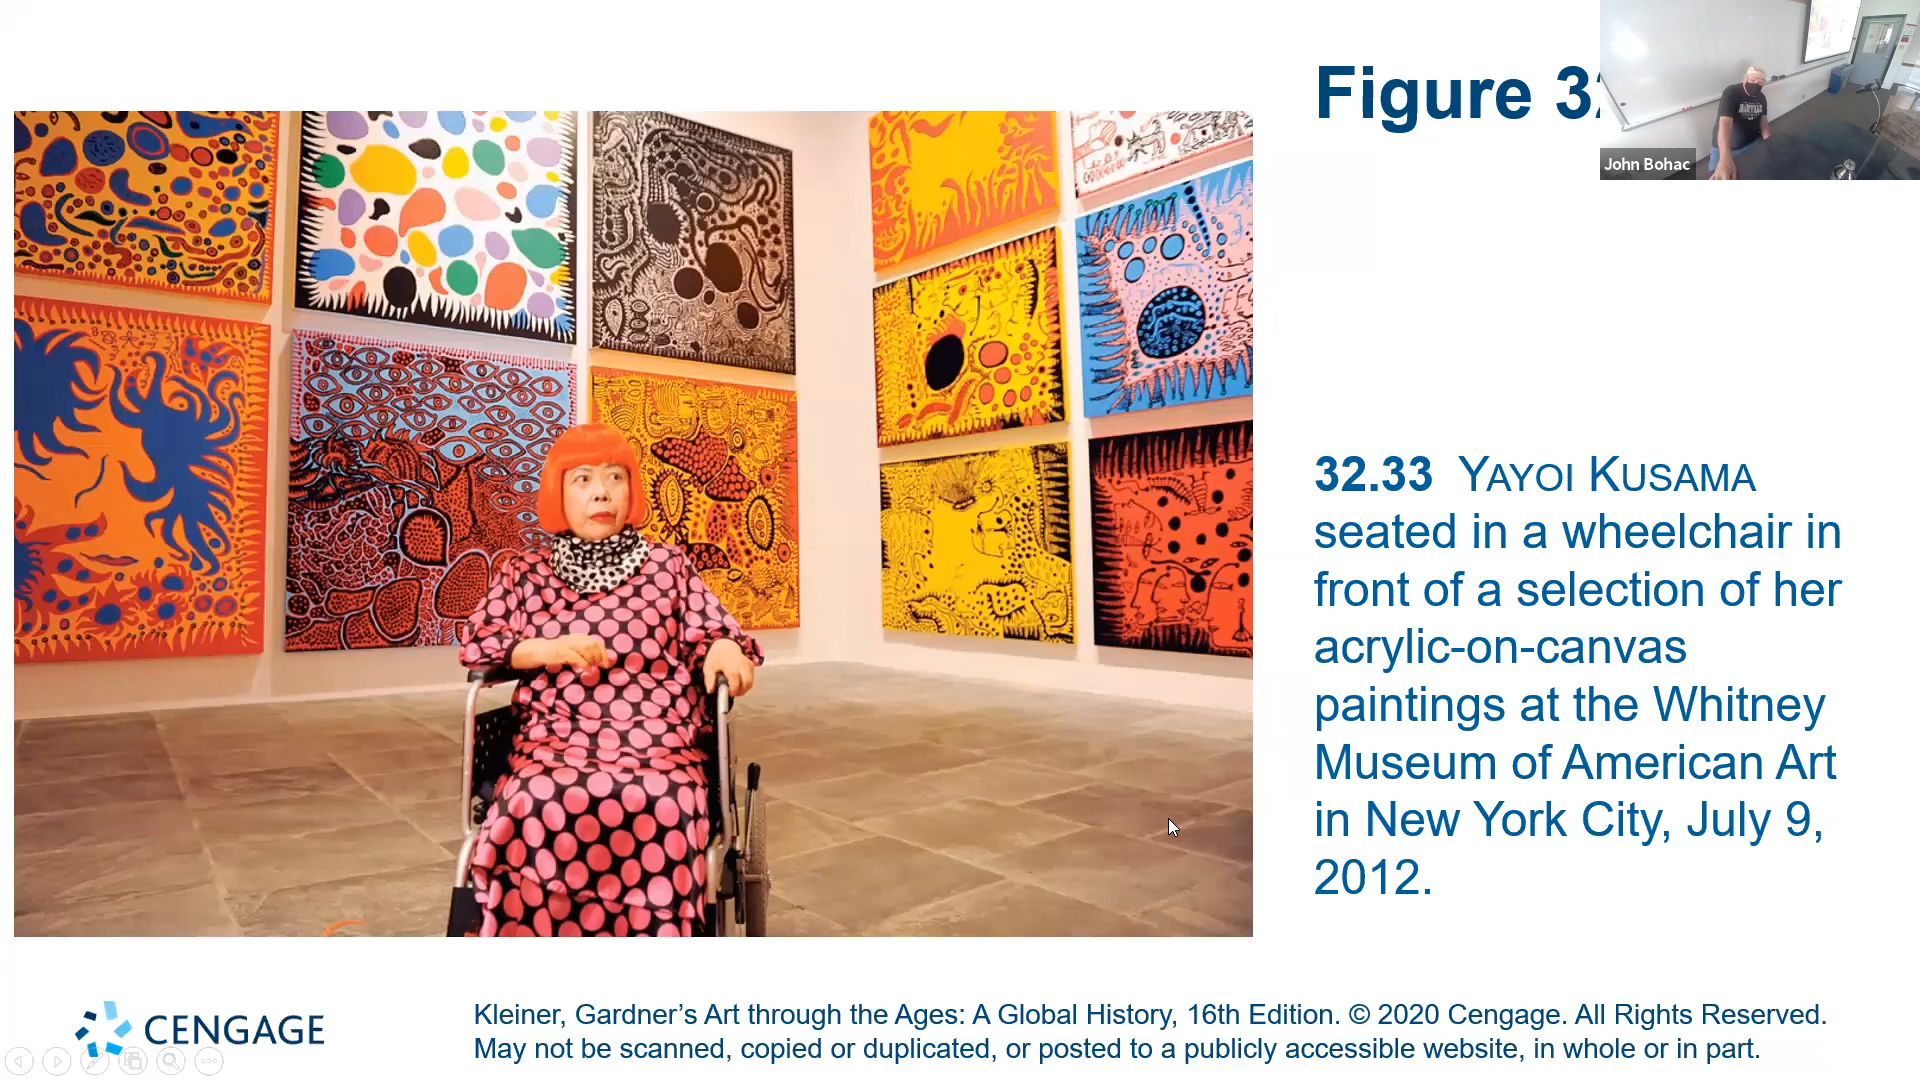 Figure 32
John Bohac
32.33 YAYOI KUSAMA
seated in a wheelchair in
front of a selection of her
acrylic-on-canvas
paintings at the Whitney
Museum of American Art
in New York City, July 9,
2012.
CENGAGE
Kleiner, Gardner’s Art through the Ages: A Global History, 16th Edition. © 2020 Cengage. All Rights Reserved.
May not be scanned, copied or duplicated, or posted to a publicly accessible website, in whole or in part.